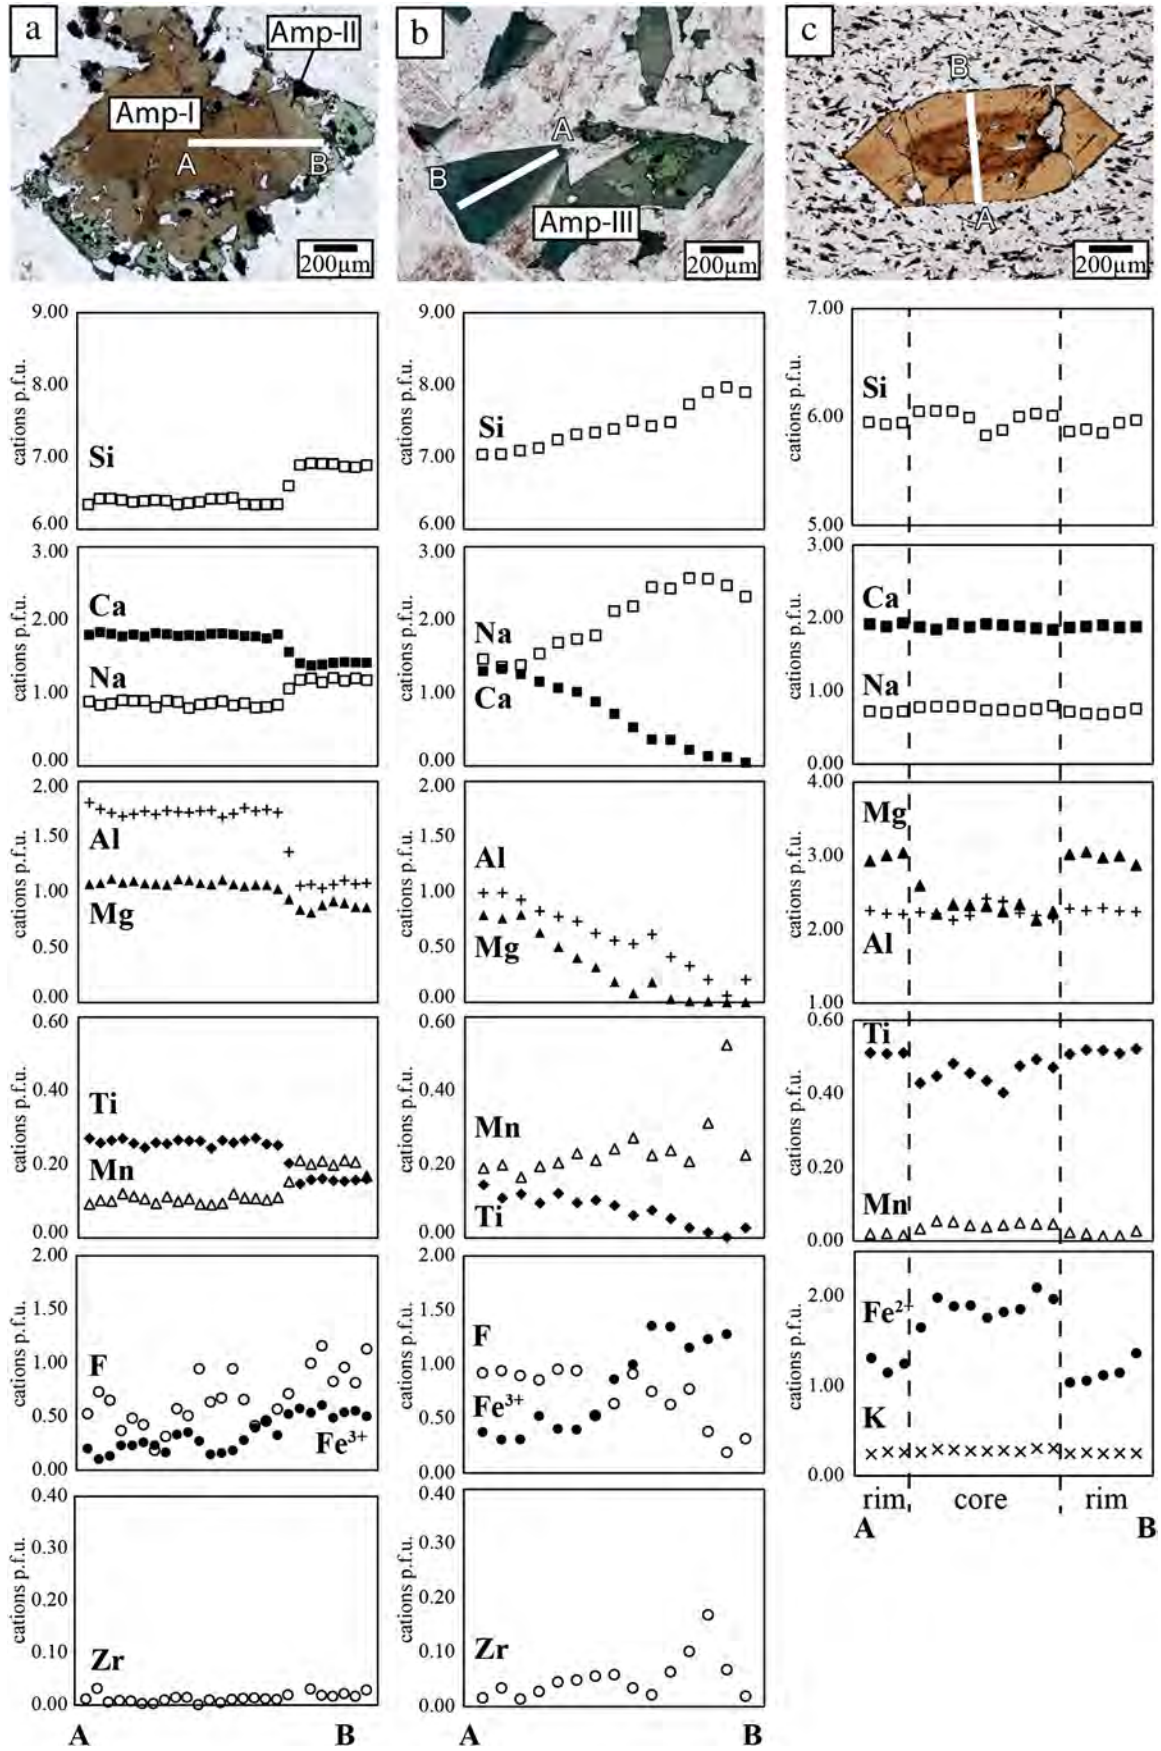 a
Amp-II
Amp-I
A
B
200µm
b
A
B
Amp-III
200µm
c
B
A
200µm
9.00
8.00
7.00
6.00
cations p.f.u.
Si
9.00
8.00
7.00
6.00
cations p.f.u.
Si
7.00
6.00
5.00
cations p.f.u.
Si
3.00
2.00
1.00
0.00
cations p.f.u.
Ca
Na
3.00
2.00
1.00
0.00
cations p.f.u.
Na
Ca
3.00
2.00
1.00
0.00
cations p.f.u.
Ca
Na
2.00
1.50
1.00
0.50
0.00
cations p.f.u.
Al
Mg
2.00
1.50
1.00
0.50
0.00
cations p.f.u.
Al
Mg
4.00
3.00
2.00
1.00
cations p.f.u.
Mg
Al
0.60
0.40
0.20
0.00
cations p.f.u.
Ti
Mn
0.60
0.40
0.20
0.00
cations p.f.u.
Mn
Ti
0.60
0.40
0.20
0.00
cations p.f.u.
Ti
Mn
2.00
1.50
1.00
0.50
0.00
cations p.f.u.
F
Fe3+
2.00
1.50
1.00
0.50
0.00
cations p.f.u.
F
Fe3+
2.00
1.00
0.00
cations p.f.u.
Fe2+
K
rim core rim
A B
0.40
0.30
0.20
0.10
0.00
cations p.f.u.
Zr
A B
0.40
0.30
0.20
0.10
0.00
cations p.f.u.
Zr
A B